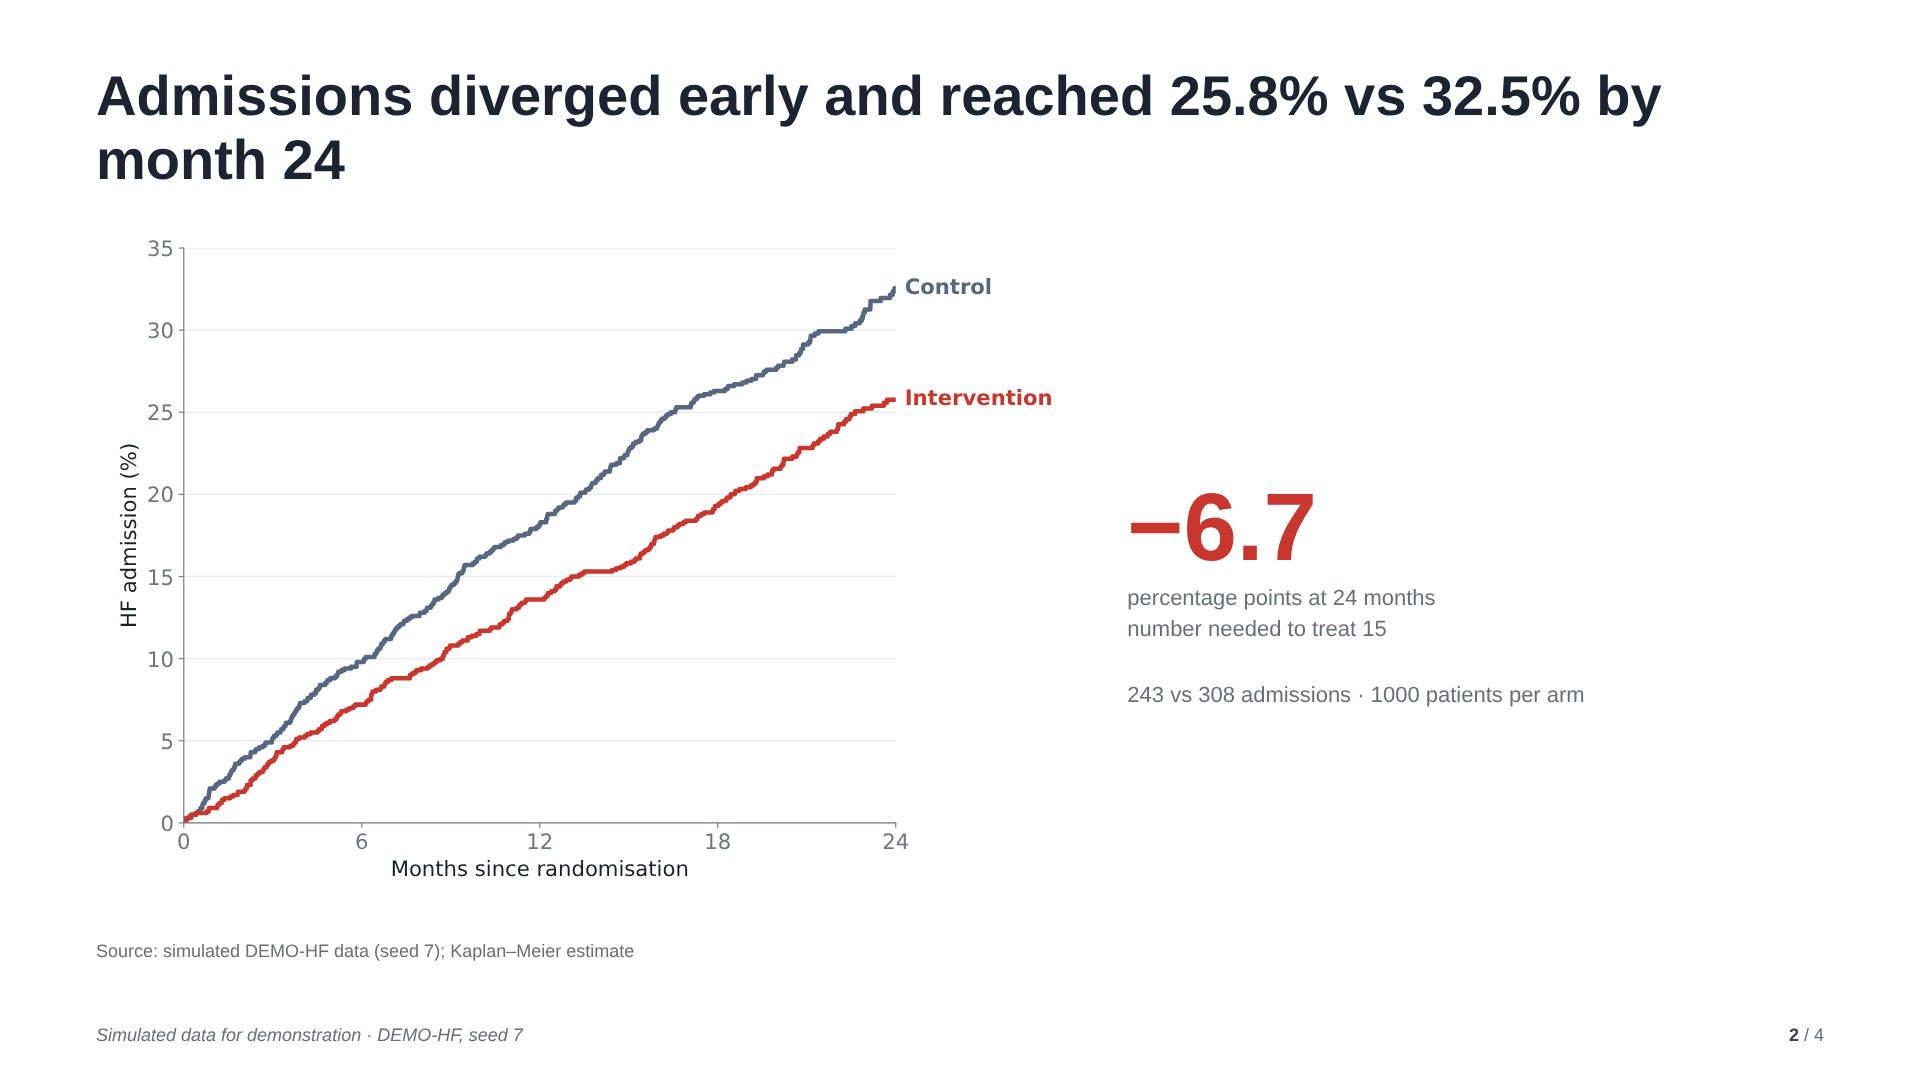 Admissions diverged early and reached 25.8% vs 32.5% by
month 24
35
30
25
20
15
10
5
0
HF admission (%)
0
6
12
18
24
Months since randomisation
Control
Intervention
−6.7
percentage points at 24 months
number needed to treat 15
243 vs 308 admissions · 1000 patients per arm
Source: simulated DEMO-HF data (seed 7); Kaplan–Meier estimate
Simulated data for demonstration · DEMO-HF, seed 7
2 / 4